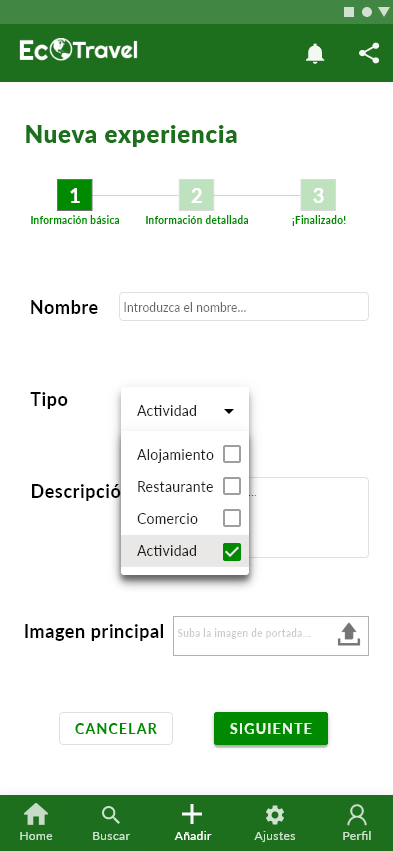 EcoTravel
Nueva experiencia
1 2 3
Información básica Información detallada ¡Finalizado!
Nombre Introduzca el nombre...
Tipo Actividad
Alojamiento
Restaurante
Descripció ...
Comercio
Actividad
Imagen principal Suba la imagen de portada...
CANCELAR SIGUIENTE
Home Buscar Añadir Ajustes Perfil